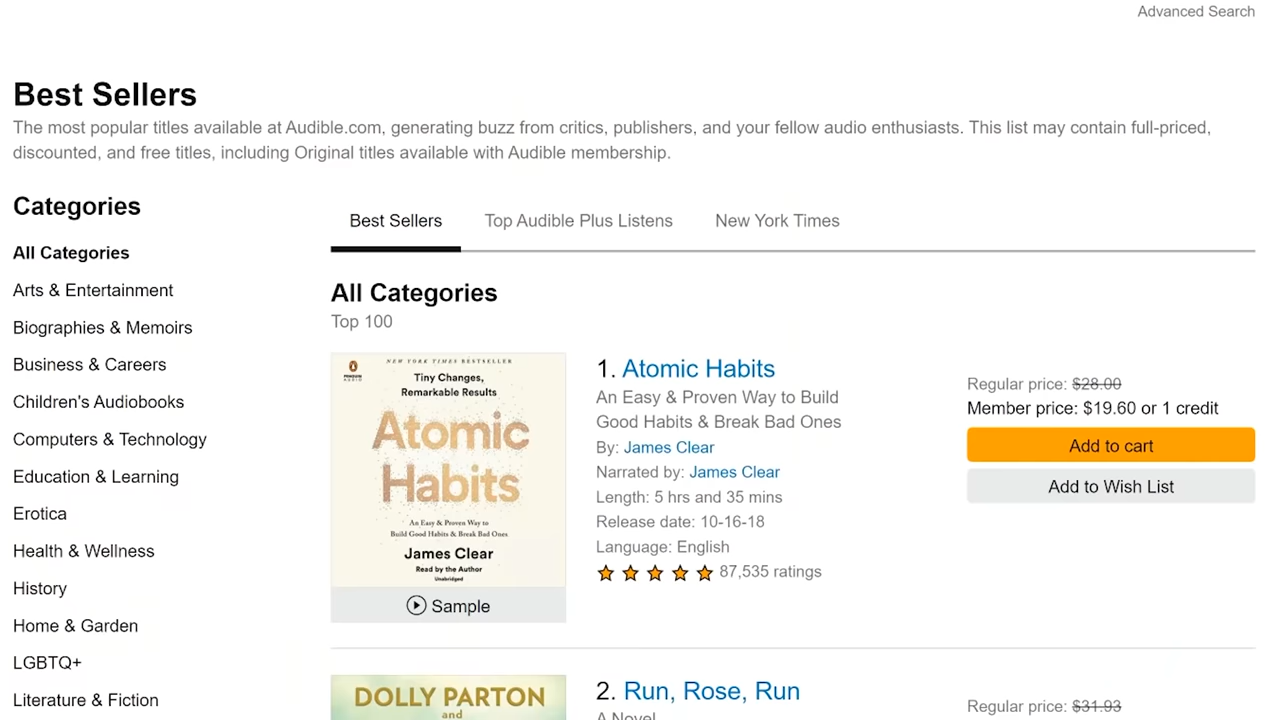 Advanced Search
Best Sellers
The most popular titles available at Audible.com, generating buzz from critics, publishers, and your fellow audio enthusiasts. This list may contain full-priced,
discounted, and free titles, including Original titles available with Audible membership.
Categories
All Categories
Arts & Entertainment
Biographies & Memoirs
Business & Careers
Children's Audiobooks
Computers & Technology
Education & Learning
Erotica
Health & Wellness
History
Home & Garden
LGBTQ+
Literature & Fiction
Best Sellers
Top Audible Plus Listens
New York Times
All Categories
Top 100
NEW YORK TIMES BESTSELLER
PENGUIN
AUDIO
Tiny Changes,
Remarkable Results
Atomic
Habits
An Easy & Proven Way to
Build Good Habits & Break Bad Ones
James Clear
Read by the Author
Unabridged
Sample
1. Atomic Habits
An Easy & Proven Way to Build
Good Habits & Break Bad Ones
By: James Clear
Narrated by: James Clear
Length: 5 hrs and 35 mins
Release date: 10-16-18
Language: English
87,535 ratings
Regular price: $28.00
Member price: $19.60 or 1 credit
Add to cart
Add to Wish List
DOLLY PARTON
and
2. Run, Rose, Run
A Novel
Regular price: $31.93